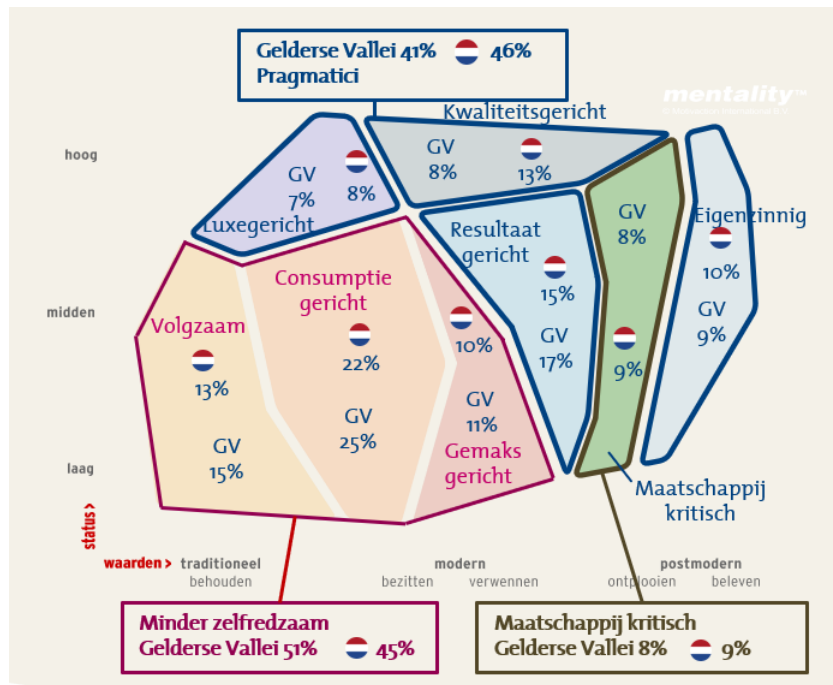 Gelderse Vallei 41% 46%
Pragmatici
mentality™
Kwaliteitsgericht
hoog
GV
8%
13%
GV
7%
8%
Luxegericht
GV
8%
Eigenzinnig
10%
GV
9%
Resultaat
gericht
15%
GV
17%
Consumptie
gericht
22%
GV
25%
midden
Volgzaam
13%
GV
15%
10%
GV
11%
Gemaks
gericht
9%
Maatschappij
kritisch
laag
status>
waarden > traditioneel modern postmodern
behouden bezitten verwennen ontplooien beleven
Minder zelfredzaam
Gelderse Vallei 51% 45%
Maatschappij kritisch
Gelderse Vallei 8% 9%